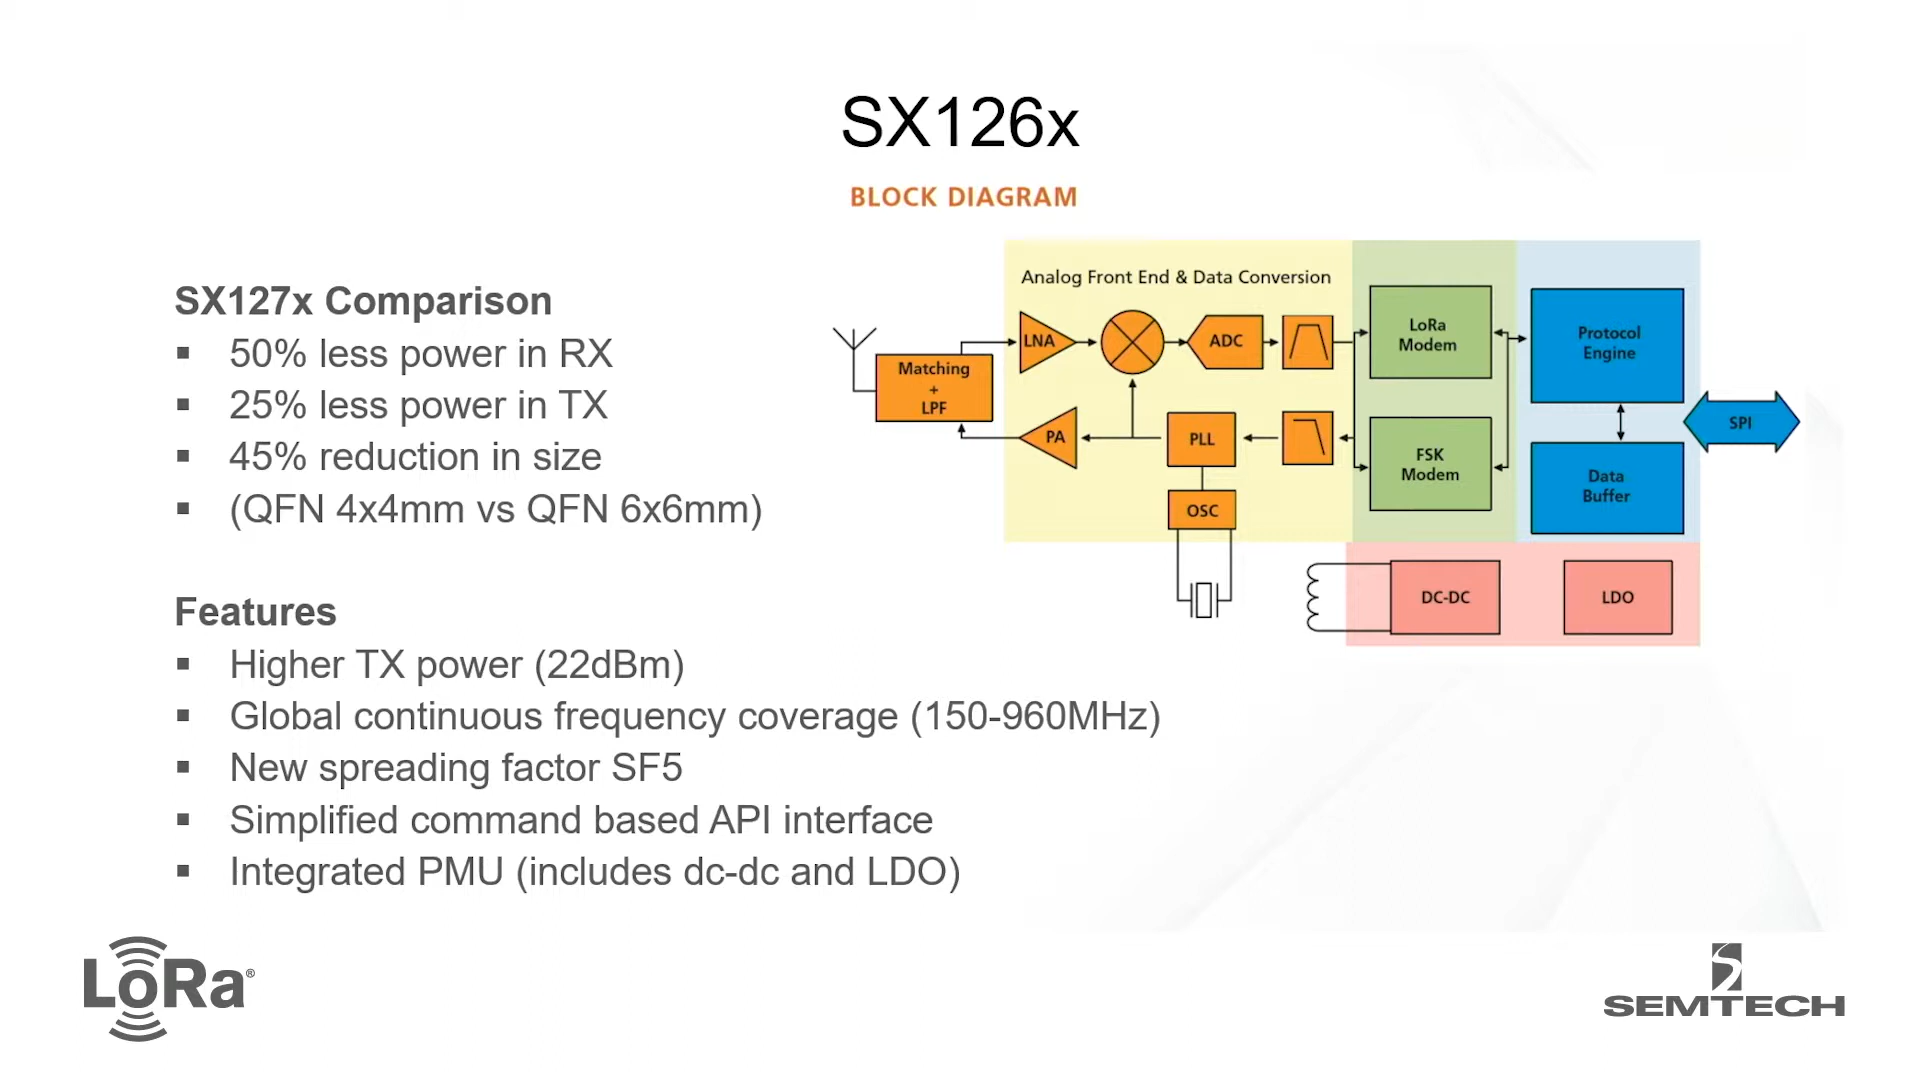 SX126x
BLOCK DIAGRAM
SX127x Comparison
▪ 50% less power in RX
▪ 25% less power in TX
▪ 45% reduction in size
▪ (QFN 4x4mm vs QFN 6x6mm)
Features
▪ Higher TX power (22dBm)
▪ Global continuous frequency coverage (150-960MHz)
▪ New spreading factor SF5
▪ Simplified command based API interface
▪ Integrated PMU (includes dc-dc and LDO)
Analog Front End & Data Conversion
Matching
+
LPF
LNA
ADC
PA
PLL
OSC
LoRa
Modem
FSK
Modem
Protocol
Engine
Data
Buffer
SPI
DC-DC
LDO
LoRa®
SEMTECH